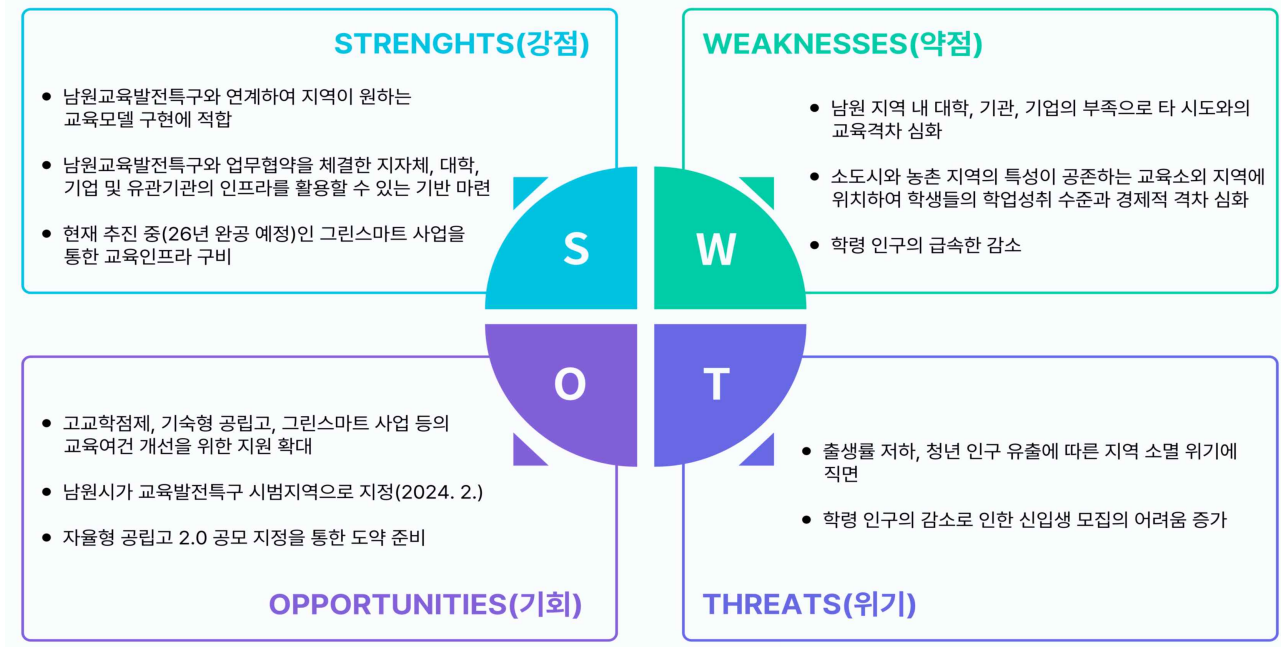 STRENGHTS(강점)
• 남원교육발전특구와 연계하여 지역이 원하는
교육모델 구현에 적합
• 남원교육발전특구와 업무협약을 체결한 지자체, 대학,
기업 및 유관기관의 인프라를 활용할 수 있는 기반 마련
• 현재 추진 중(26년 완공 예정)인 그린스마트 사업을
통한 교육인프라 구비
WEAKNESSES(약점)
• 남원 지역 내 대학, 기관, 기업의 부족으로 타 시도와의
교육격차 심화
• 소도시와 농촌 지역의 특성이 공존하는 교육소외 지역에
위치하여 학생들의 학업성취 수준과 경제적 격차 심화
• 학령 인구의 급속한 감소
S
W
O
T
• 고교학점제, 기숙형 공립고, 그린스마트 사업 등의
교육여건 개선을 위한 지원 확대
• 남원시가 교육발전특구 시범지역으로 지정(2024. 2.)
• 자율형 공립고 2.0 공모 지정을 통한 도약 준비
OPPORTUNITIES(기회)
• 출생률 저하, 청년 인구 유출에 따른 지역 소멸 위기에
직면
• 학령 인구의 감소로 인한 신입생 모집의 어려움 증가
THREATS(위기)